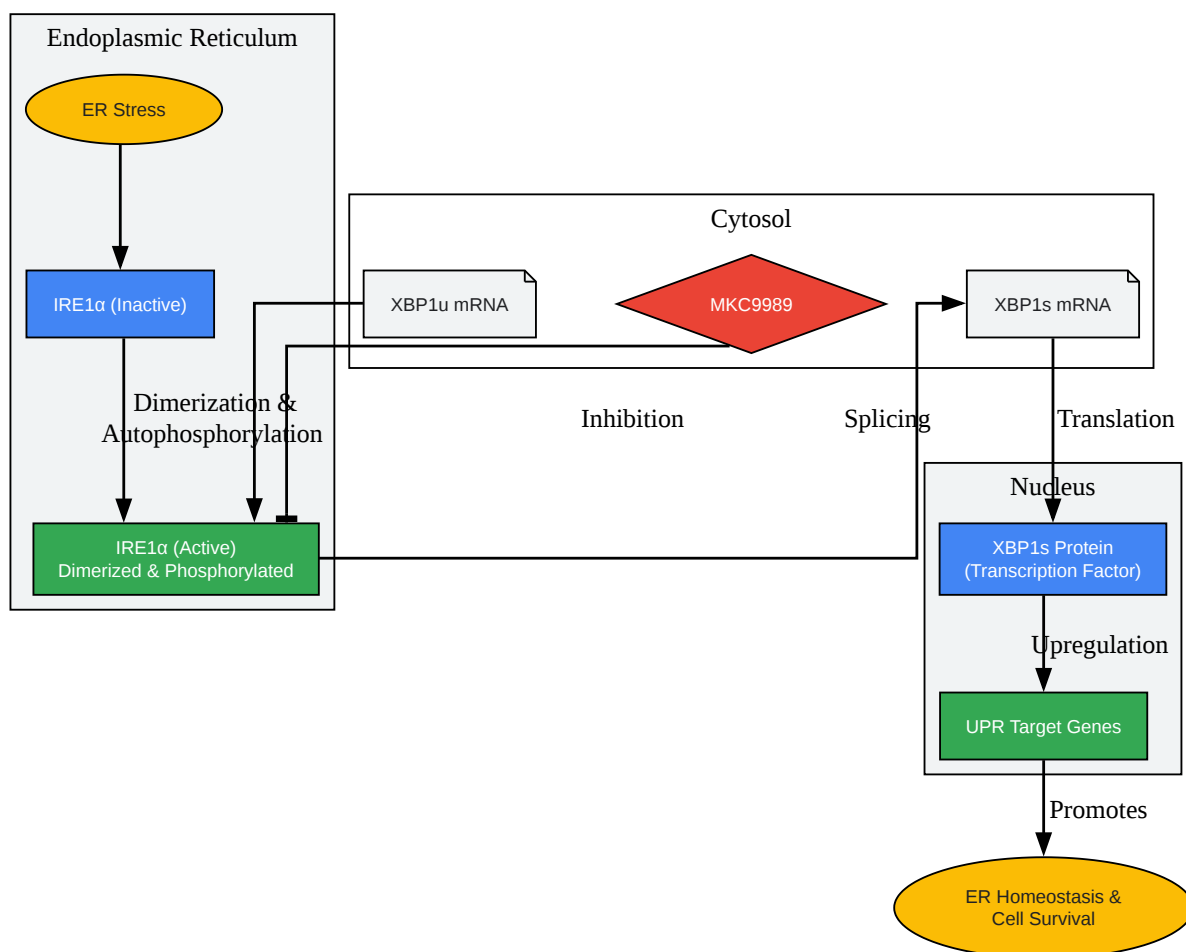 Endoplasmic Reticulum
ER Stress
Cytosol
IRE1α (Inactive)
XBP1u mRNA
MKC9989
XBP1s mRNA
Dimerization &
Autophosphorylation
Inhibition
Splicing
Translation
Nucleus
IRE1α (Active)
Dimerized & Phosphorylated
XBP1s Protein
(Transcription Factor)
Upregulation
UPR Target Genes
Promotes
ER Homeostasis &
Cell Survival